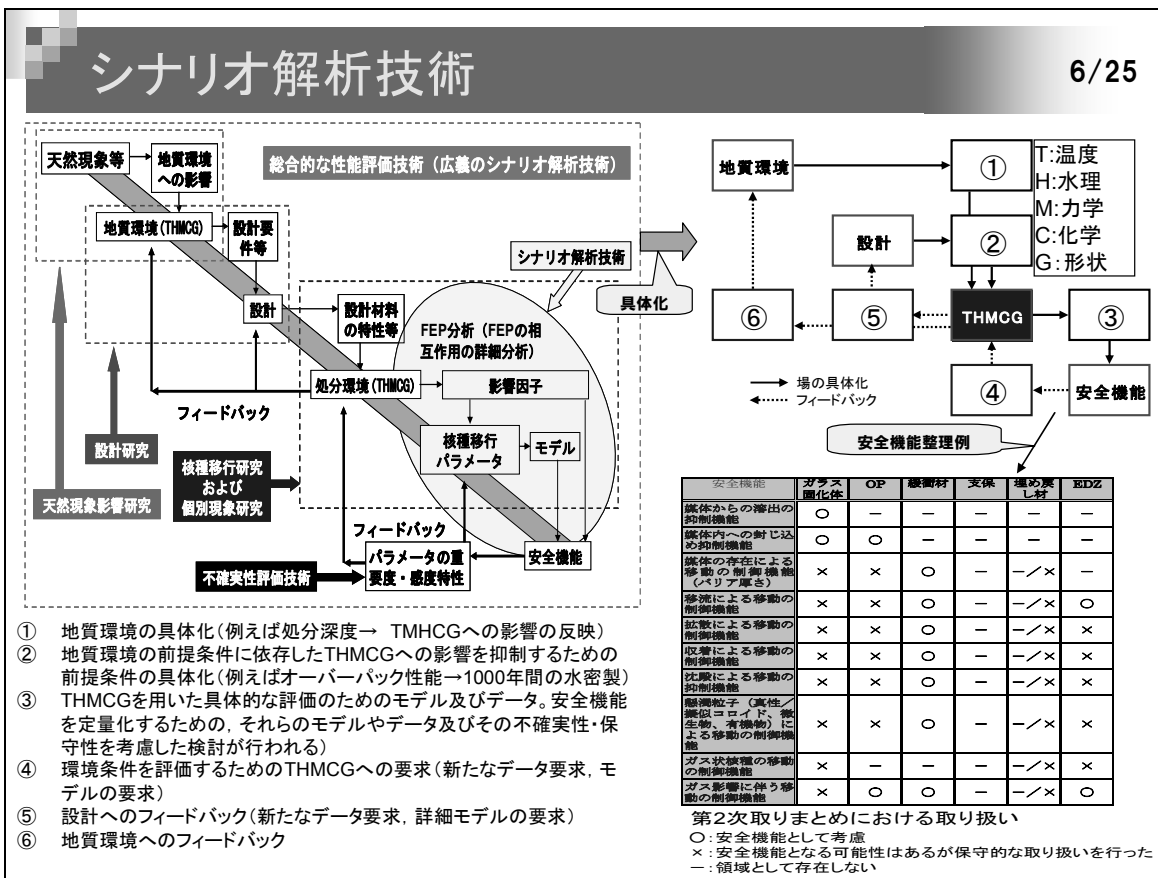 シナリオ解析技術
6/25
天然現象等
地質環境
への影響
総合的な性能評価技術（広義のシナリオ解析技術）
地質環境(THMCG)
設計要
件等
シナリオ解析技術
設計
設計材料
の特性等
FEP分析（FEPの相
互作用の詳細分析）
処分環境(THMCG)
影響因子
フィードバック
核種移行
パラメータ
モデル
設計研究
核種移行研究
および
個別現象研究
天然現象影響研究
フィードバック
パラメータの重
要度・感度特性
安全機能
不確実性評価技術
具体化
地質環境
①
T:温度
H:水理
M:力学
C:化学
G:形状
設計
②
⑥
⑤
THMCG
③
場の具体化
フィードバック
④
安全機能
安全機能整理例
安全機能 ガラス固化体 OP 緩衝材 支保 埋め戻し材 EDZ
媒体からの溶出の抑制機能 ○ － － － － －
媒体内への封じ込め抑制機能 ○ ○ － － － －
媒体の存在による移動の制御機能（バリア厚さ） × × ○ － －／× －
移流による移動の制御機能 × × ○ － －／× ○
拡散による移動の制御機能 × × ○ － －／× ×
収着による移動の制御機能 × × ○ － －／× ×
沈殿による移動の抑制機能 × × ○ － －／× ×
懸濁粒子（真性／擬似コロイド、微生物、有機物）による移動の制御機能 × × ○ － －／× ×
ガス状核種の移動の制御機能 × － － － －／× ×
ガス影響に伴う移動の制御機能 × ○ ○ － －／× ○
第2次取りまとめにおける取り扱い
○:安全機能として考慮
×:安全機能となる可能性はあるが保守的な取り扱いを行った
－:領域として存在しない
① 地質環境の具体化（例えば処分深度→ TMHCGへの影響の反映）
② 地質環境の前提条件に依存したTHMCGへの影響を抑制するための
前提条件の具体化（例えばオーバーパック性能→1000年間の水密製）
③ THMCGを用いた具体的な評価のためのモデル及びデータ。安全機能
を定量化するための，それらのモデルやデータ及びその不確実性・保
守性を考慮した検討が行われる）
④ 環境条件を評価するためのTHMCGへの要求（新たなデータ要求，モ
デルの要求）
⑤ 設計へのフィードバック（新たなデータ要求，詳細モデルの要求）
⑥ 地質環境へのフィードバック